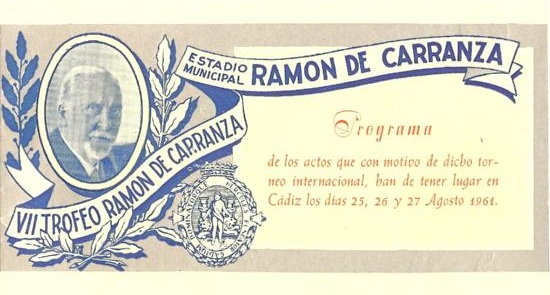 ESTADIO
MUNICIPAL
RAMON DE CARRANZA
VII TROFEO RAMON DE CARRANZA
Programa
de los actos que con motivo de dicho tor-
neo internacional, han de tener lugar en
Cádiz los dias 25, 26 y 27 Agosto 1961.